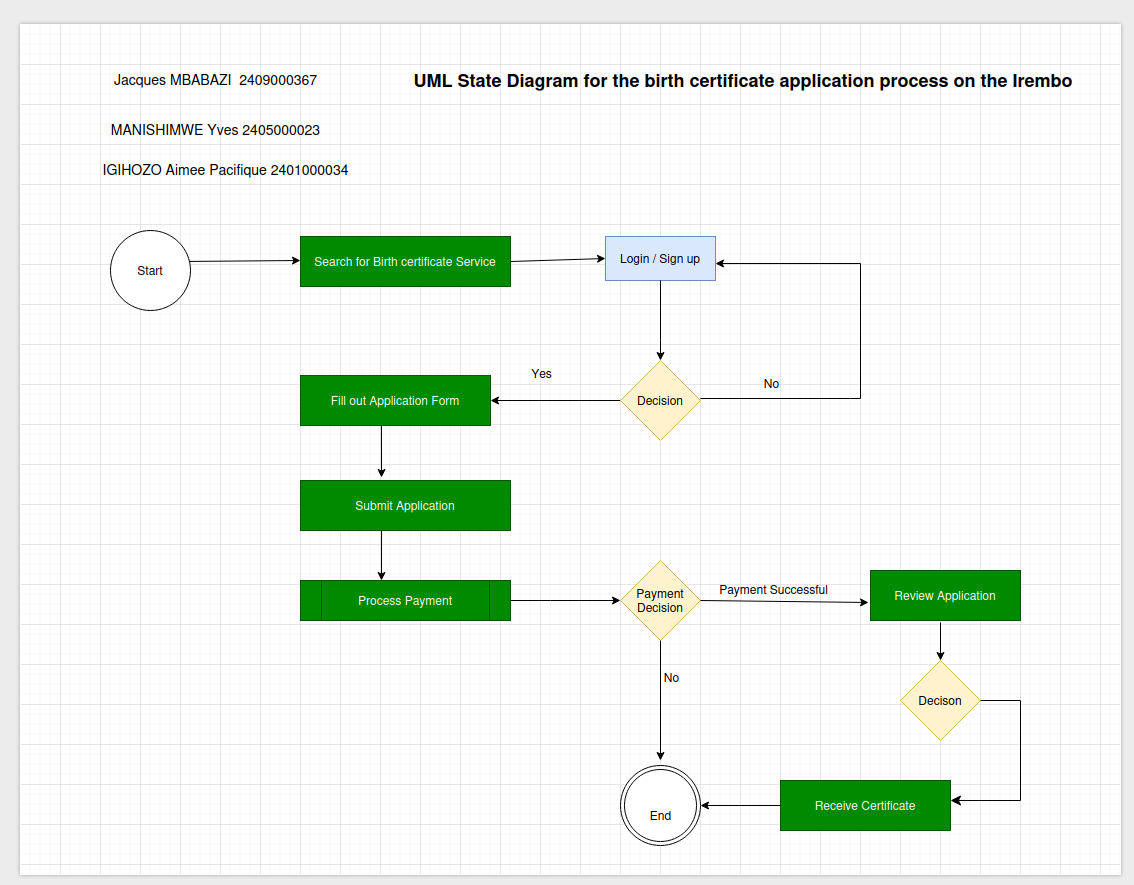 Jacques MBABAZI 2409000367
UML State Diagram for the birth certificate application process on the Irembo
MANISHIMWE Yves 2405000023
IGIHOZO Aimee Pacifique 2401000034
Start
Search for Birth certificate Service
Login / Sign up
Yes
No
Fill out Application Form
Decision
Submit Application
Process Payment
Payment
Decision
Payment Successful
Review Application
No
Decison
End
Receive Certificate